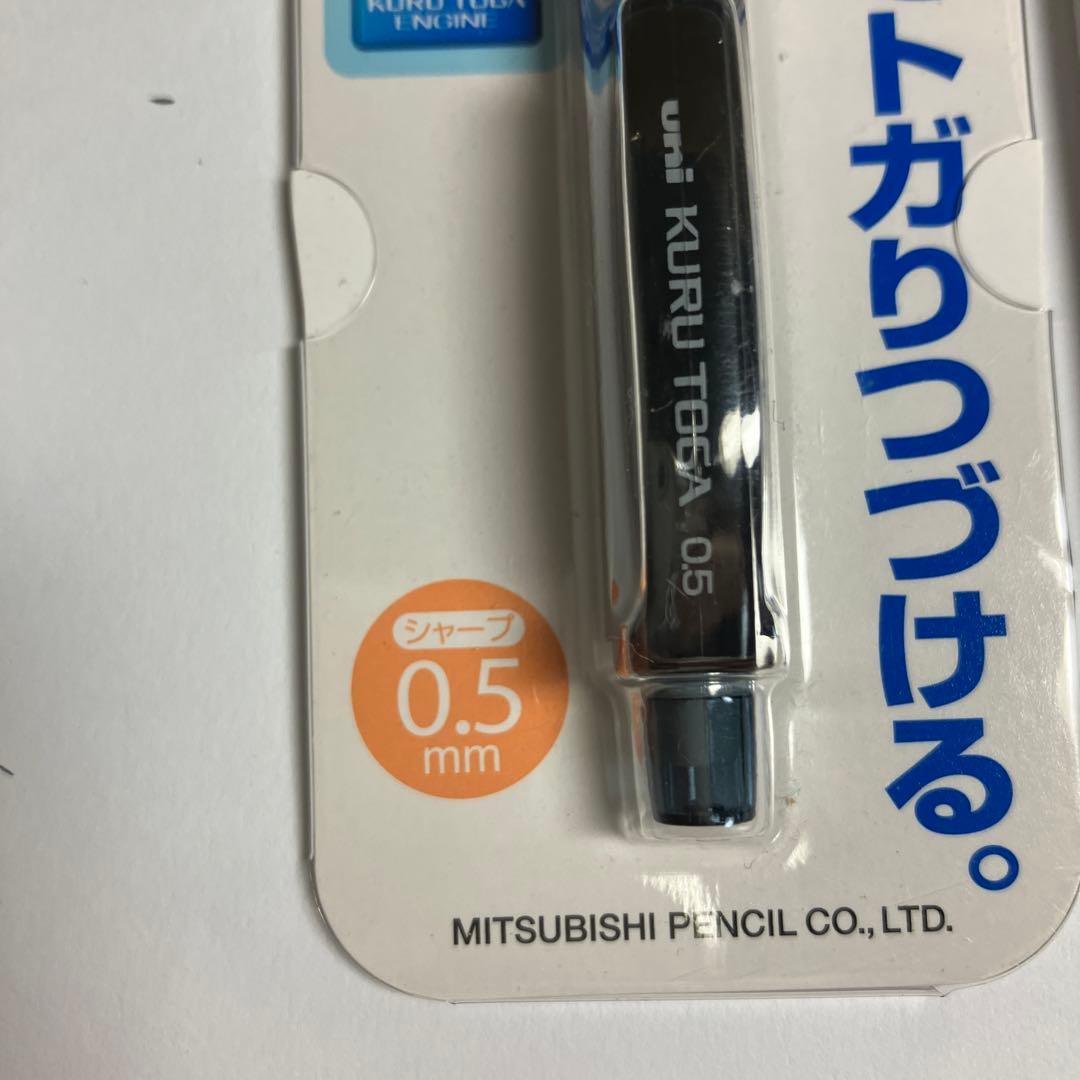 KURU TOGA
ENGINE
uni KURU TOGA 0.5
トガりつづける。
シャープ
0.5
mm
MITSUBISHI PENCIL CO., LTD.